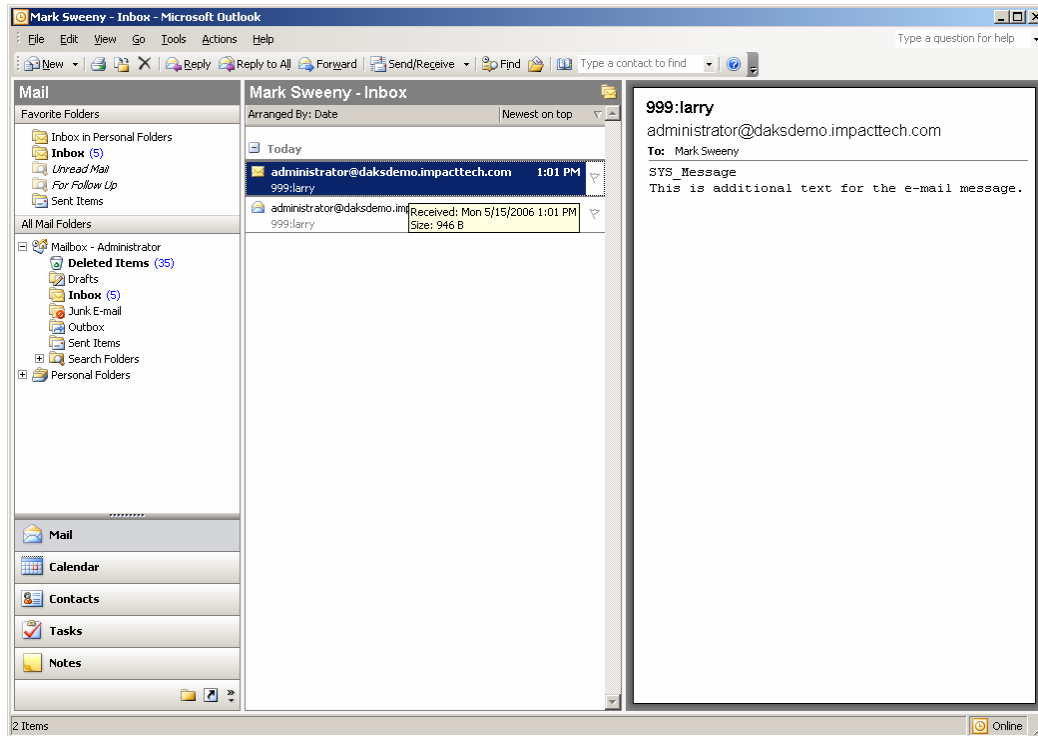 Mark Sweeny - Inbox - Microsoft Outlook
File Edit View Go Tools Actions Help Type a question for help
New Reply Reply to All Forward Send/Receive Find Type a contact to find
Mail
Favorite Folders
Inbox in Personal Folders
Inbox (5)
Unread Mail
For Follow Up
Sent Items
All Mail Folders
Mailbox - Administrator
Deleted Items (35)
Drafts
Inbox (5)
Junk E-mail
Outbox
Sent Items
Search Folders
Personal Folders
Mail
Calendar
Contacts
Tasks
Notes
Mark Sweeny - Inbox
Arranged By: Date Newest on top
Today
administrator@daksdemo.impacttech.com 1:01 PM
999:larry
administrator@daksdemo.imp
999:larry
Received: Mon 5/15/2006 1:01 PM
Size: 946 B
999:larry
administrator@daksdemo.impacttech.com
To: Mark Sweeny
SYS_Message
This is additional text for the e-mail message.
2 Items Online